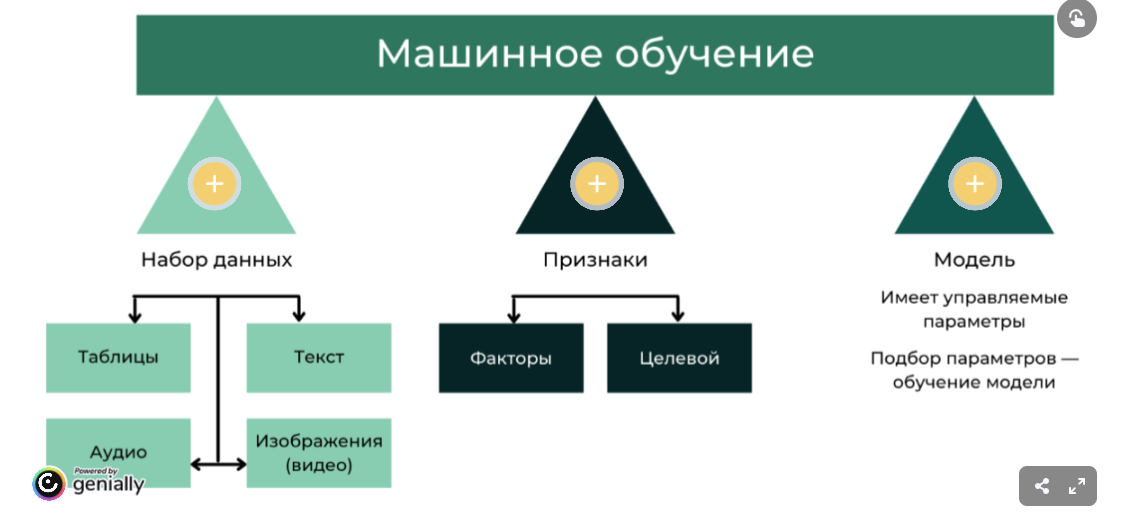 Машинное обучение
Набор данных
Признаки
Модель
Имеет управляемые
параметры
Подбор параметров —
обучение модели
Таблицы
Текст
Факторы
Целевой
Аудио
Изображения
(видео)
Powered by
genially